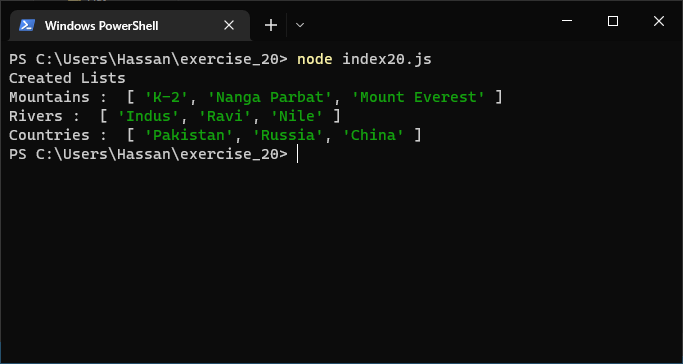 Windows PowerShell
PS C:\Users\Hassan\exercise_20> node index20.js
Created Lists
Mountains :  [ 'K-2', 'Nanga Parbat', 'Mount Everest' ]
Rivers :  [ 'Indus', 'Ravi', 'Nile' ]
Countries :  [ 'Pakistan', 'Russia', 'China' ]
PS C:\Users\Hassan\exercise_20>